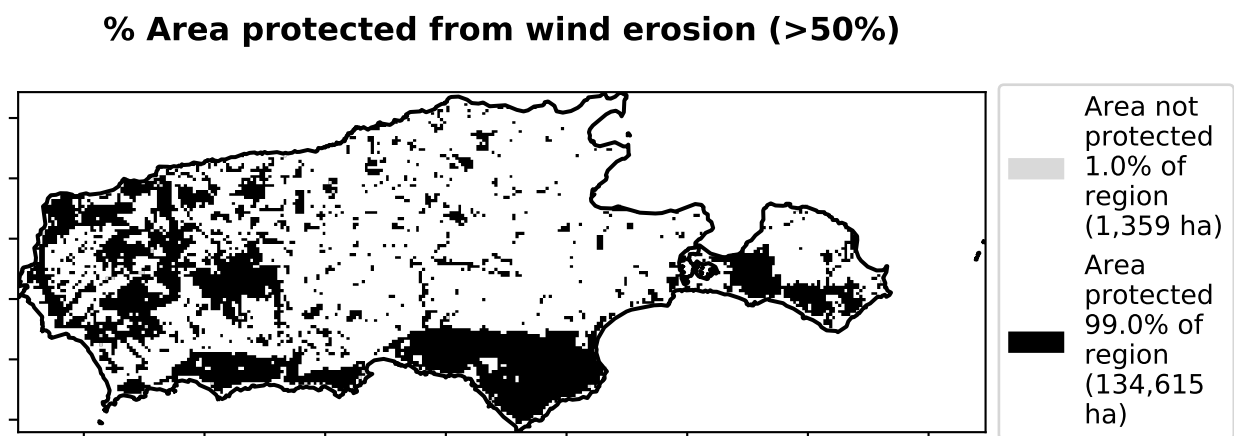 % Area protected from wind erosion (>50%)
Area not
protected
1.0% of
region
(1,359 ha)
Area
protected
99.0% of
region
(134,615
ha)